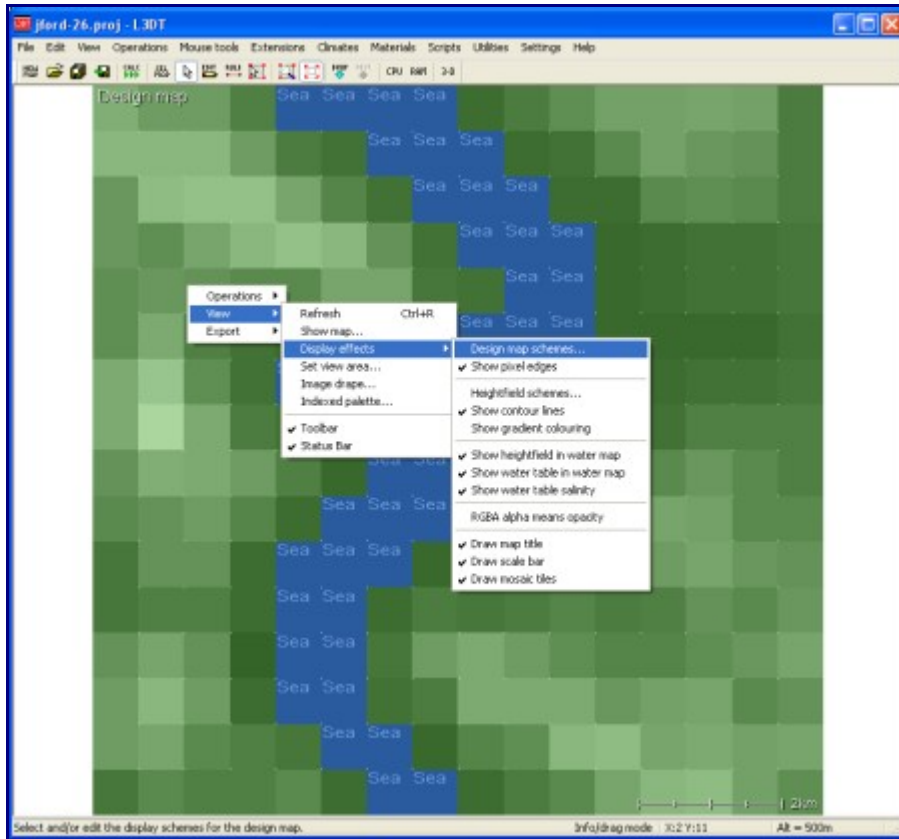 jford-26.proj - L3DT
File Edit View Operations Mouse tools Extensions Climates Materials Scripts Utilities Settings Help
CPU RAM 3-D
Design map
Sea Sea Sea Sea
Sea Sea Sea
Sea Sea Sea
Sea Sea Sea
Sea Sea
Sea Sea Sea
Operations
View
Export
Refresh Ctrl+R
Show map...
Display effects
Set view area...
Image drape...
Indexed palette...
Toolbar
Status Bar
Design map schemes...
Show pixel edges
Heightfield schemes...
Show contour lines
Show gradient colouring
Show heightfield in water map
Show water table in water map
Show water table salinity
RGBA alpha means opacity
Draw map title
Draw scale bar
Draw mosaic tiles
Sea Sea
Sea Sea Sea
Sea Sea Sea
Sea Sea
Sea Sea
Sea Sea
Sea Sea
Sea Sea
2km
Select and/or edit the display schemes for the design map. Info/drag mode X:2 Y:11 Alt = 500m